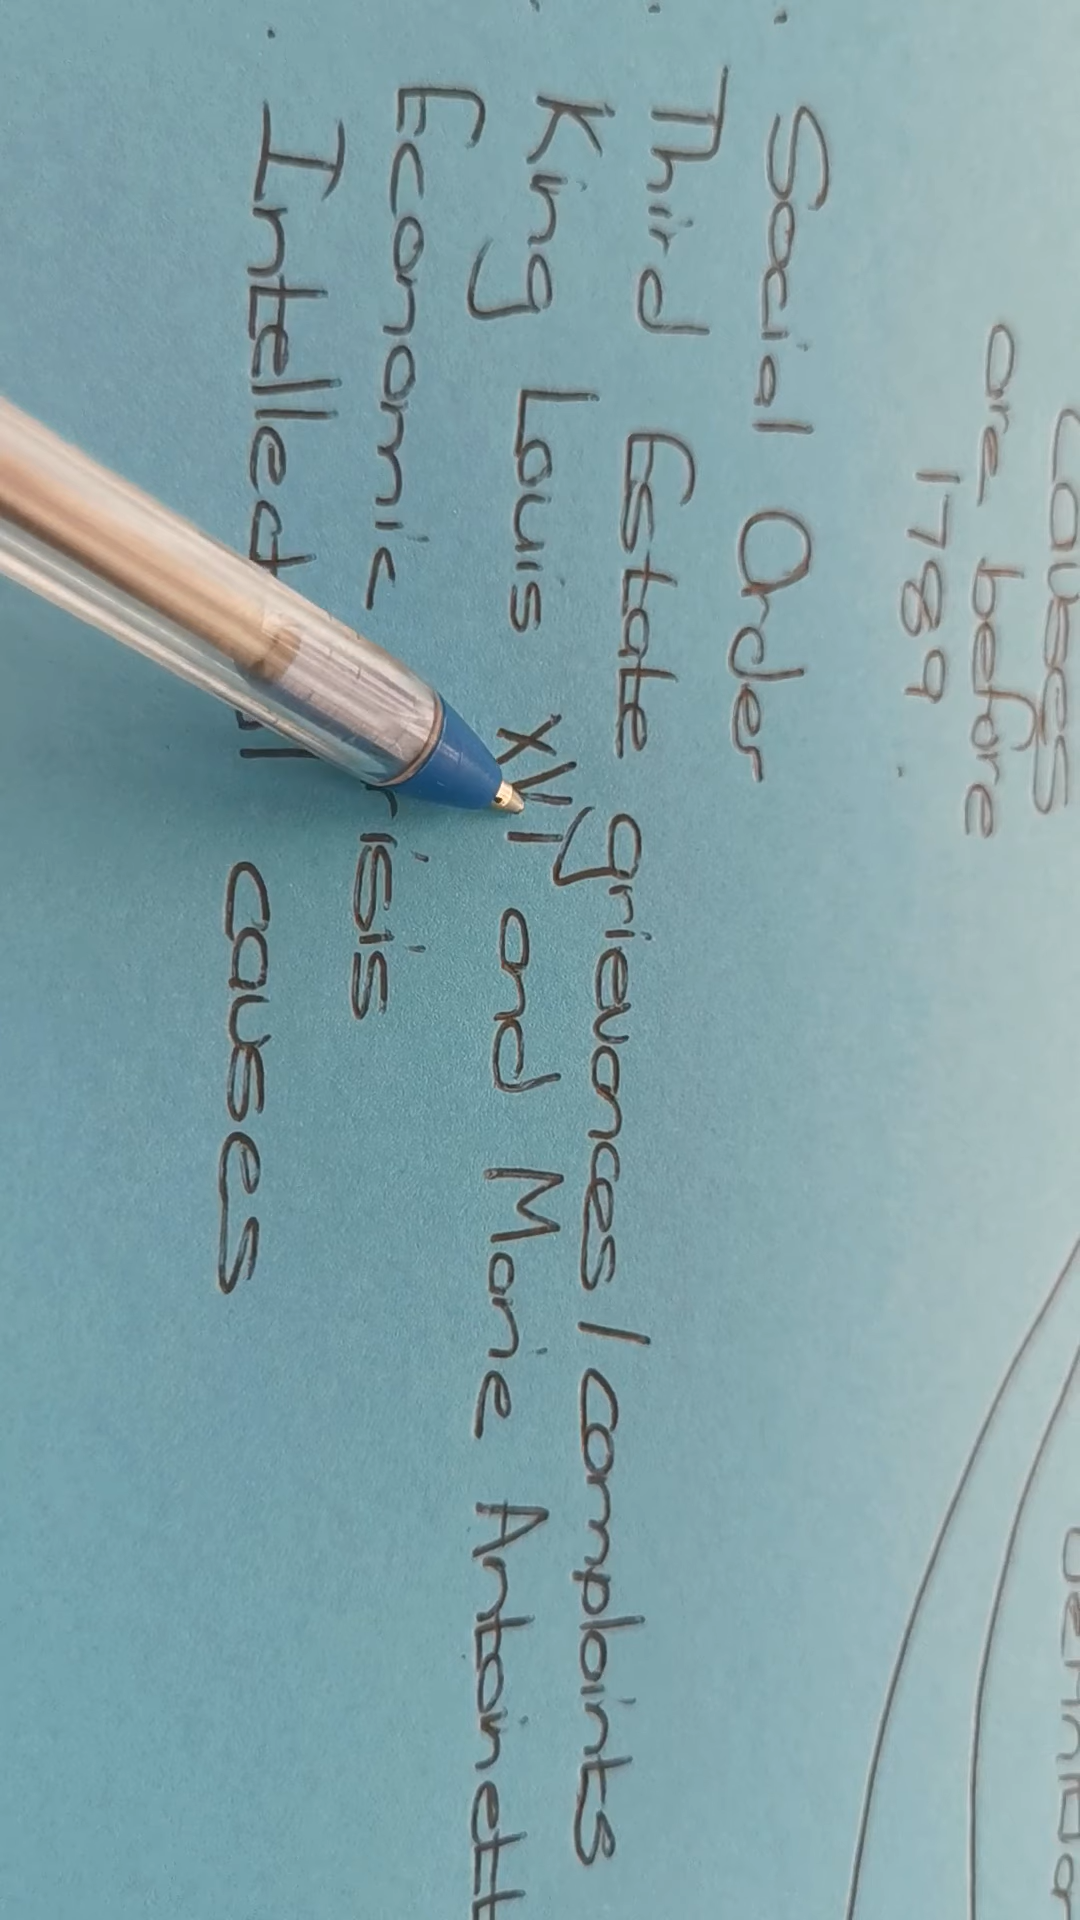 Causes
are before
1789
. Social Order
. Third Estate grievances / complaints
. King Louis XVI and Marie Antoinett
. Economic
. Intellect causes